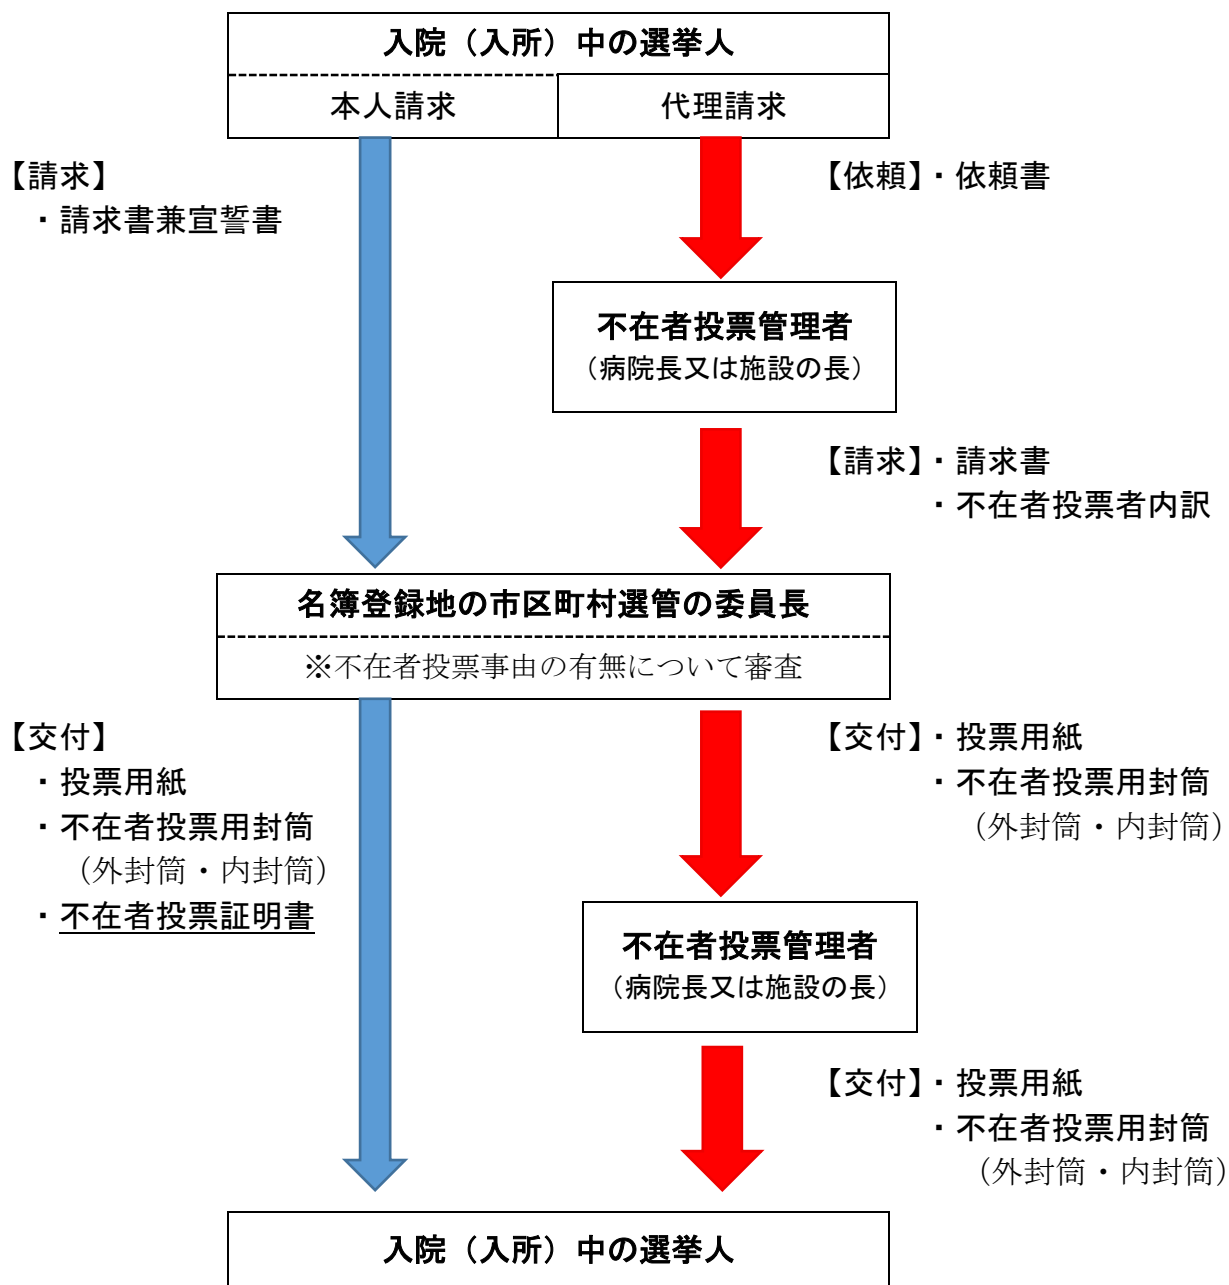 入院（入所）中の選挙人
本人請求
代理請求
【請求】
・請求書兼宣誓書
【依頼】・依頼書
不在者投票管理者
（病院長又は施設の長）
【請求】・請求書
・不在者投票者内訳
名簿登録地の市区町村選管の委員長
※不在者投票事由の有無について審査
【交付】
・投票用紙
・不在者投票用封筒
（外封筒・内封筒）
・不在者投票証明書
【交付】・投票用紙
・不在者投票用封筒
（外封筒・内封筒）
不在者投票管理者
（病院長又は施設の長）
【交付】・投票用紙
・不在者投票用封筒
（外封筒・内封筒）
入院（入所）中の選挙人